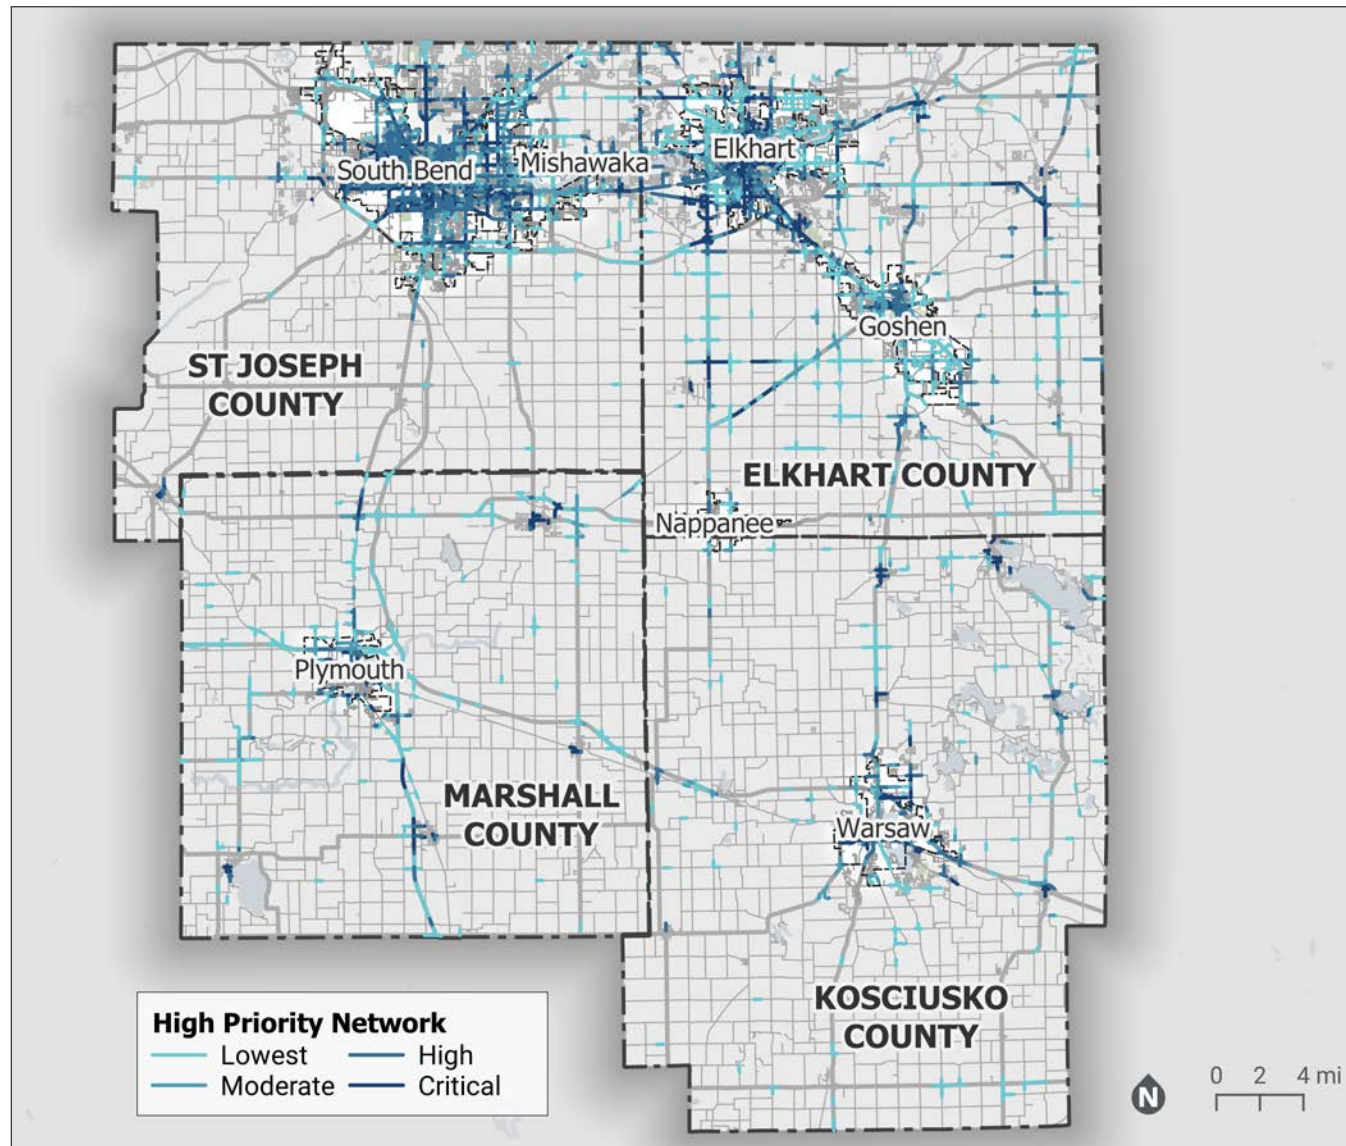 South Bend
Mishawaka
Elkhart
Goshen
ST JOSEPH
COUNTY
ELKHART COUNTY
Nappanee
Plymouth
MARSHALL
COUNTY
Warsaw
KOSCIUSKO
COUNTY
High Priority Network
Lowest
High
Moderate
Critical
N
0 2 4 mi